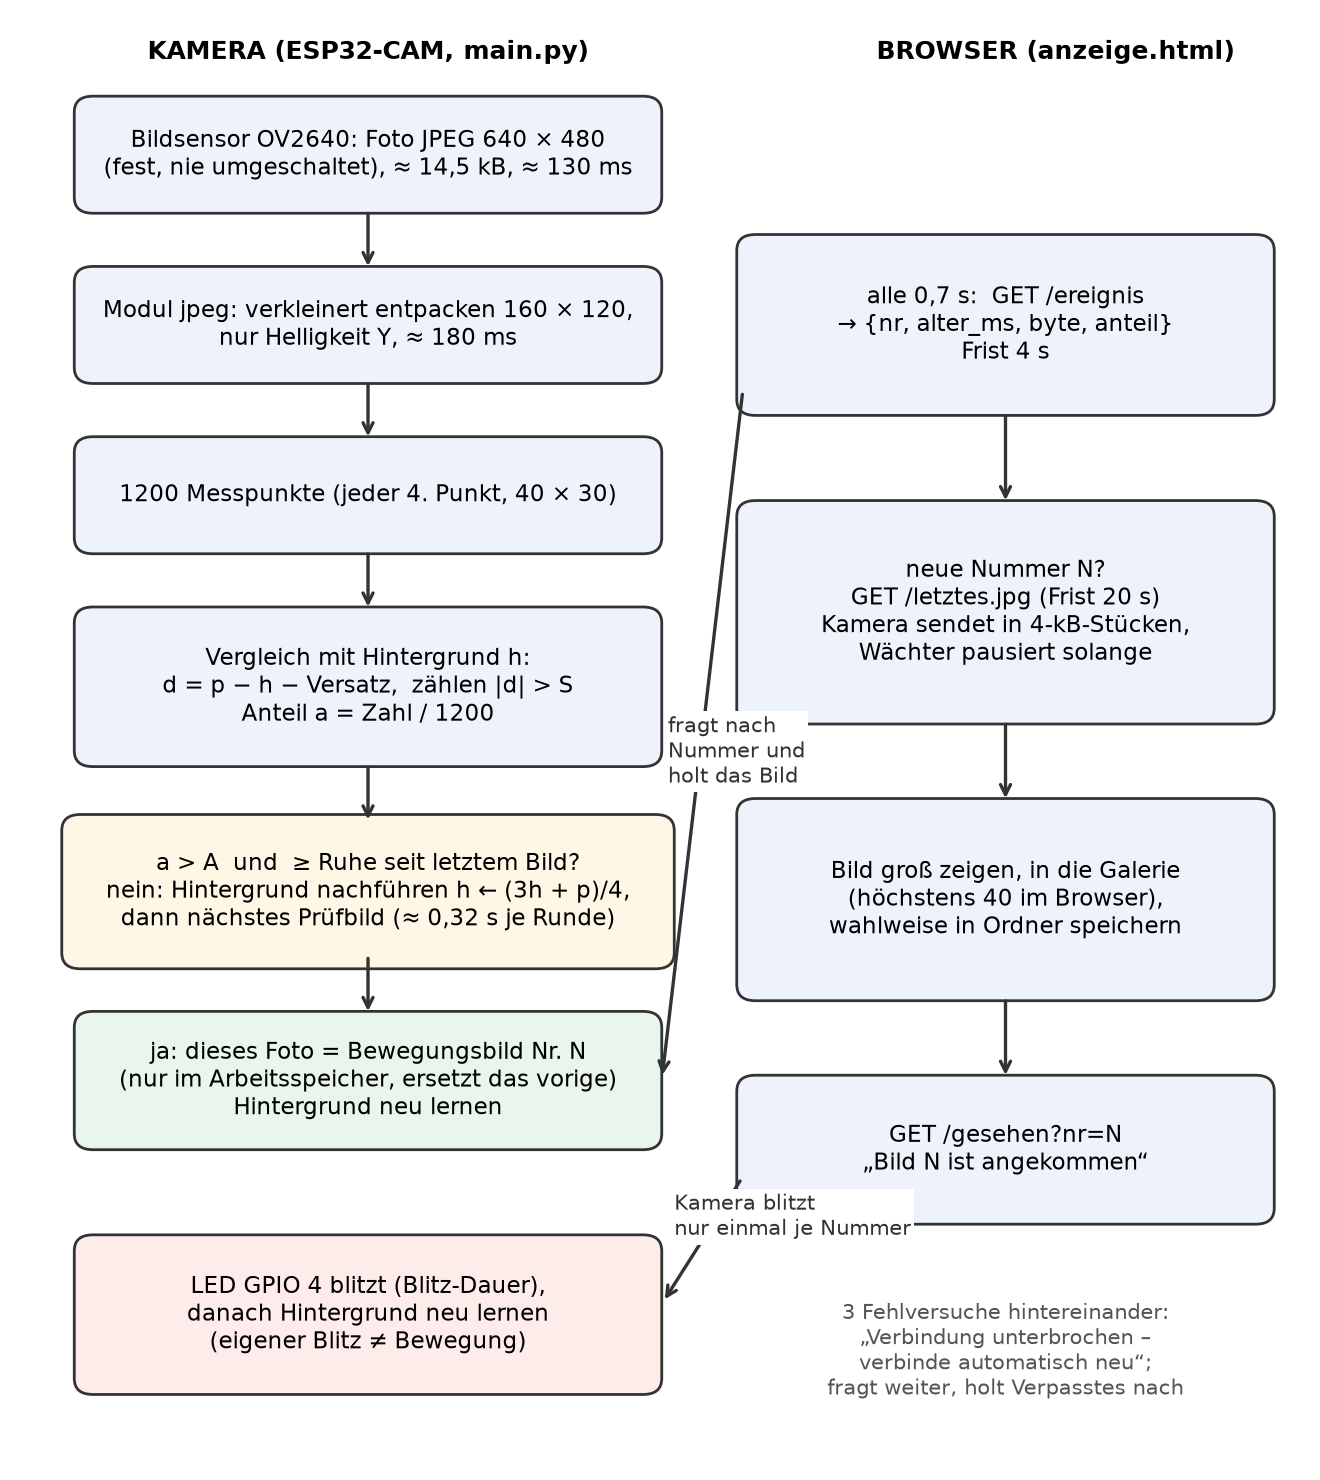 KAMERA (ESP32-CAM, main.py)
Bildsensor OV2640: Foto JPEG 640 × 480
(fest, nie umgeschaltet), ≈ 14,5 kB, ≈ 130 ms
Modul jpeg: verkleinert entpacken 160 × 120,
nur Helligkeit Y, ≈ 180 ms
1200 Messpunkte (jeder 4. Punkt, 40 × 30)
Vergleich mit Hintergrund h:
d = p − h − Versatz,  zählen |d| > S
Anteil a = Zahl / 1200
a > A  und  ≥ Ruhe seit letztem Bild?
nein: Hintergrund nachführen h ← (3h + p)/4,
dann nächstes Prüfbild (≈ 0,32 s je Runde)
ja: dieses Foto = Bewegungsbild Nr. N
(nur im Arbeitsspeicher, ersetzt das vorige)
Hintergrund neu lernen
LED GPIO 4 blitzt (Blitz-Dauer),
danach Hintergrund neu lernen
(eigener Blitz ≠ Bewegung)
fragt nach
Nummer und
holt das Bild
Kamera blitzt
nur einmal je Nummer
BROWSER (anzeige.html)
alle 0,7 s:  GET /ereignis
→ {nr, alter_ms, byte, anteil}
Frist 4 s
neue Nummer N?
GET /letztes.jpg (Frist 20 s)
Kamera sendet in 4-kB-Stücken,
Wächter pausiert solange
Bild groß zeigen, in die Galerie
(höchstens 40 im Browser),
wahlweise in Ordner speichern
GET /gesehen?nr=N
„Bild N ist angekommen“
3 Fehlversuche hintereinander:
„Verbindung unterbrochen –
verbinde automatisch neu“;
fragt weiter, holt Verpasstes nach